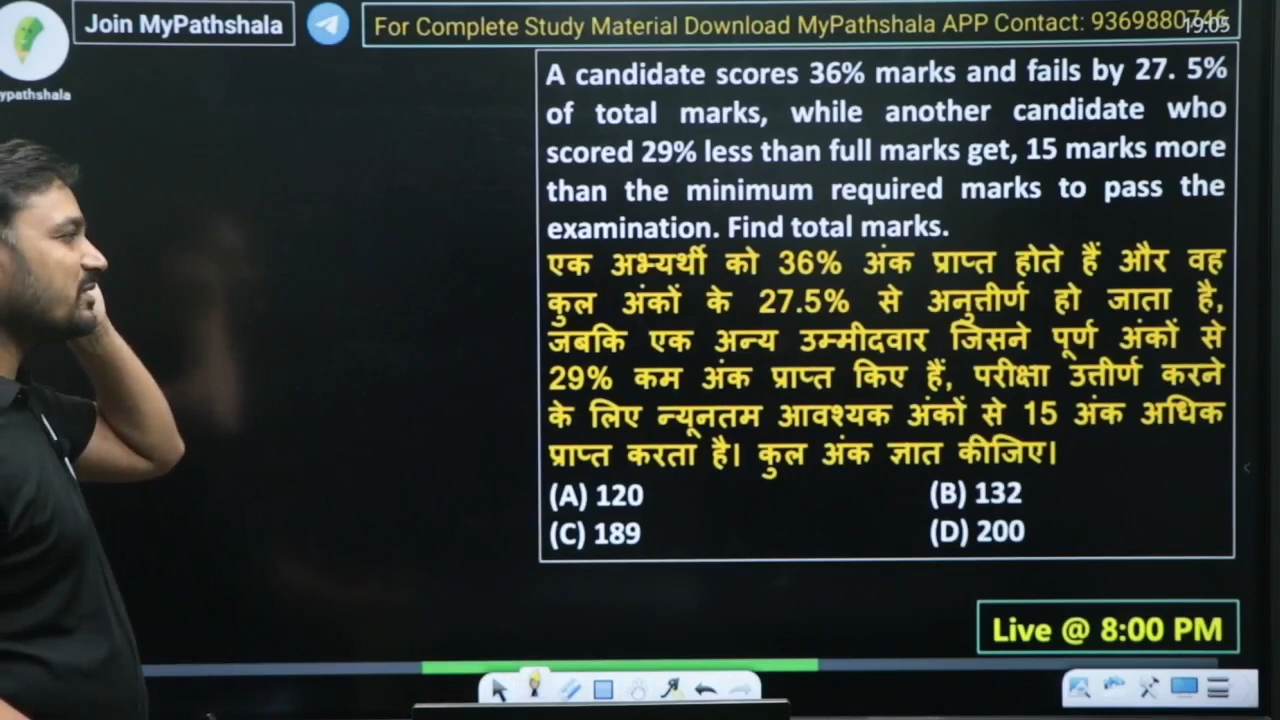 Join MyPathshala
For Complete Study Material Download MyPathshala APP Contact: 9369880746
19:05
ypathshala
A candidate scores 36% marks and fails by 27. 5%
of total marks, while another candidate who
scored 29% less than full marks get, 15 marks more
than the minimum required marks to pass the
examination. Find total marks.
एक अभ्यर्थी को 36% अंक प्राप्त होते हैं और वह
कुल अंकों के 27.5% से अनुत्तीर्ण हो जाता है,
जबकि एक अन्य उम्मीदवार जिसने पूर्ण अंकों से
29% कम अंक प्राप्त किए हैं, परीक्षा उत्तीर्ण करने
के लिए न्यूनतम आवश्यक अंकों से 15 अंक अधिक
प्राप्त करता है। कुल अंक ज्ञात कीजिए।
(A) 120 (B) 132
(C) 189 (D) 200
Live @ 8:00 PM